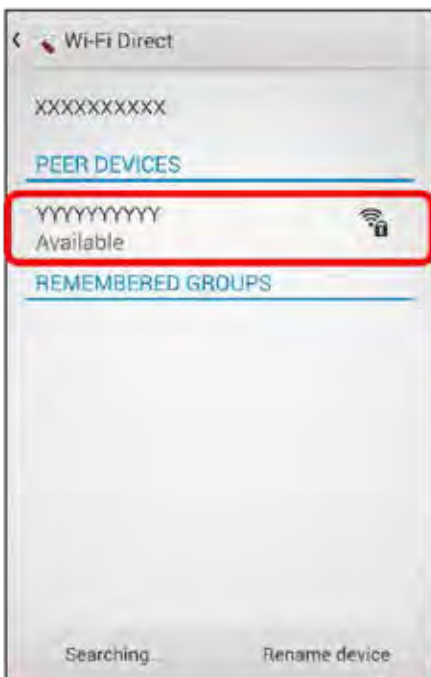 Wi-Fi Direct
XXXXXXXXXX
PEER DEVICES
YYYYYYYYYY
Available
REMEMBERED GROUPS
Searching...
Rename device